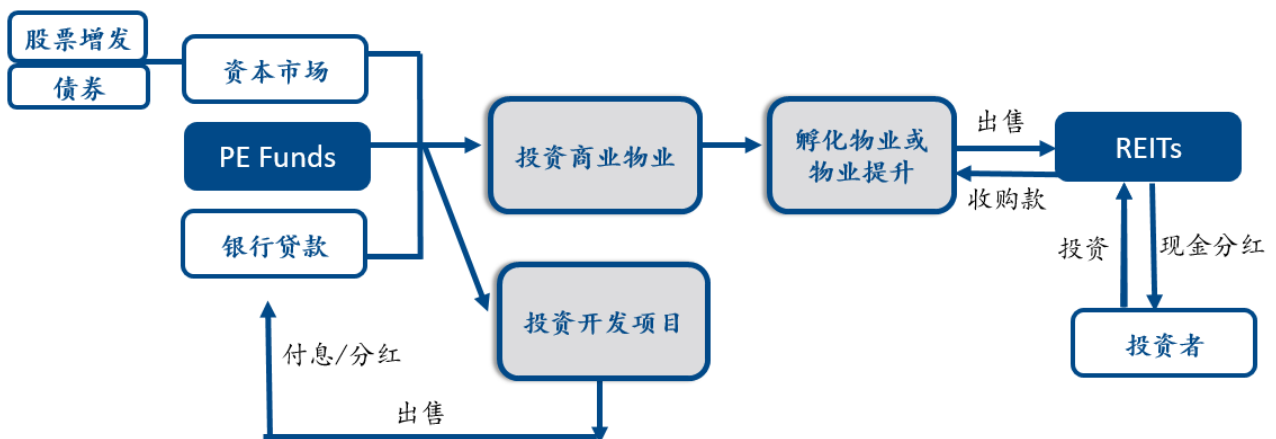 股票增发
债券
资本市场
PE Funds
银行贷款
投资商业物业
投资开发项目
孵化物业或
物业提升
出售
收购款
REITs
投资
现金分红
投资者
付息/分红
出售